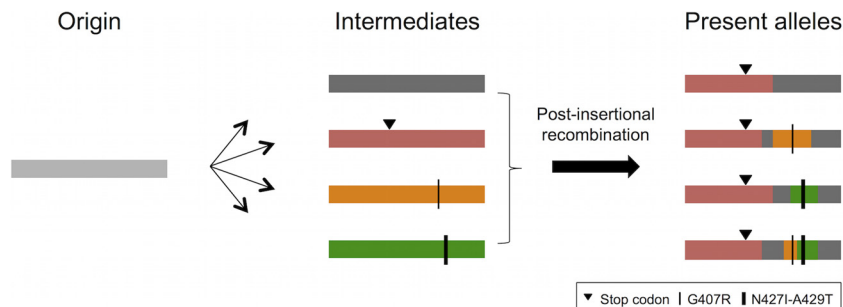 Origin
Intermediates
Present alleles
Post-insertional
recombination
Stop codon
G407R
N427I-A429T